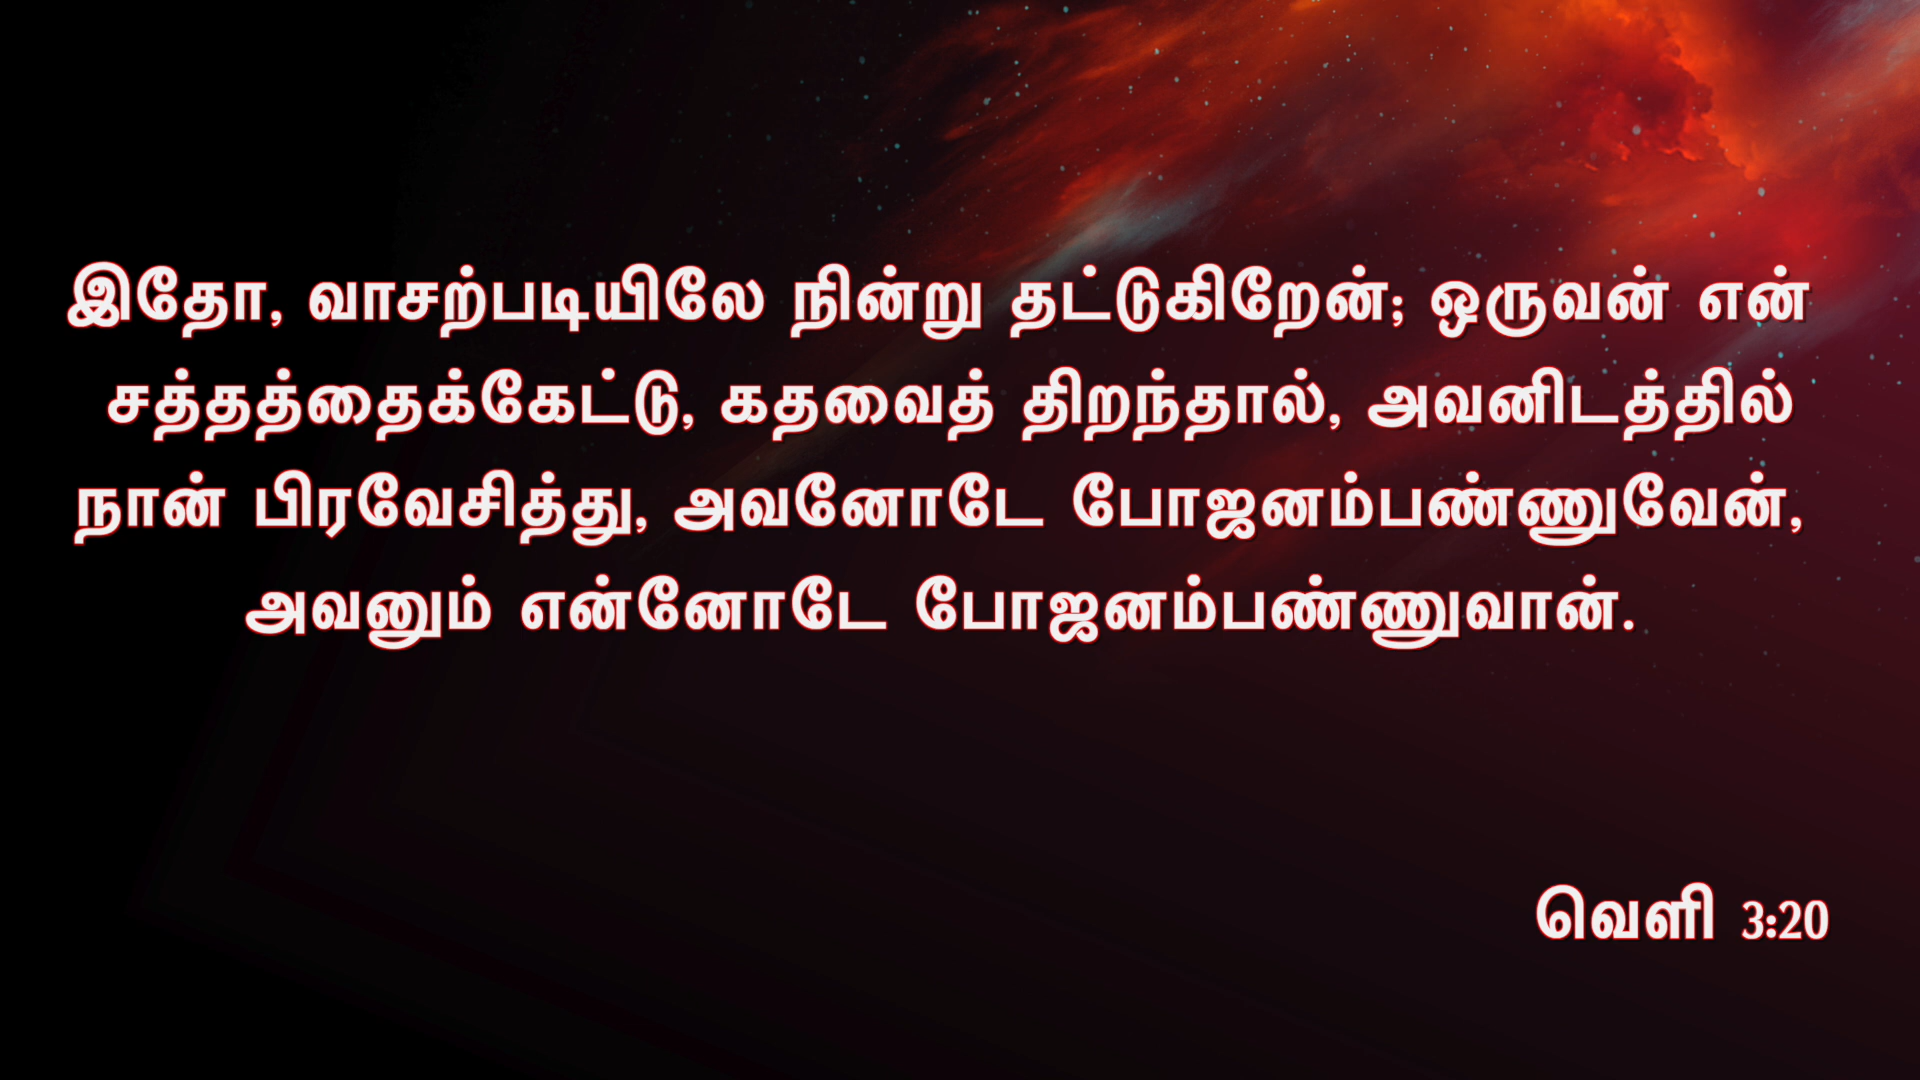 இதோ, வாசற்படியிலே நின்று தட்டுகிறேன்; ஒருவன் என்
சத்தத்தைக்கேட்டு, கதவைத் திறந்தால், அவனிடத்தில்
நான் பிரவேசித்து, அவனோடே போஜனம்பண்ணுவேன்,
அவனும் என்னோடே போஜனம்பண்ணுவான்.
வெளி 3:20